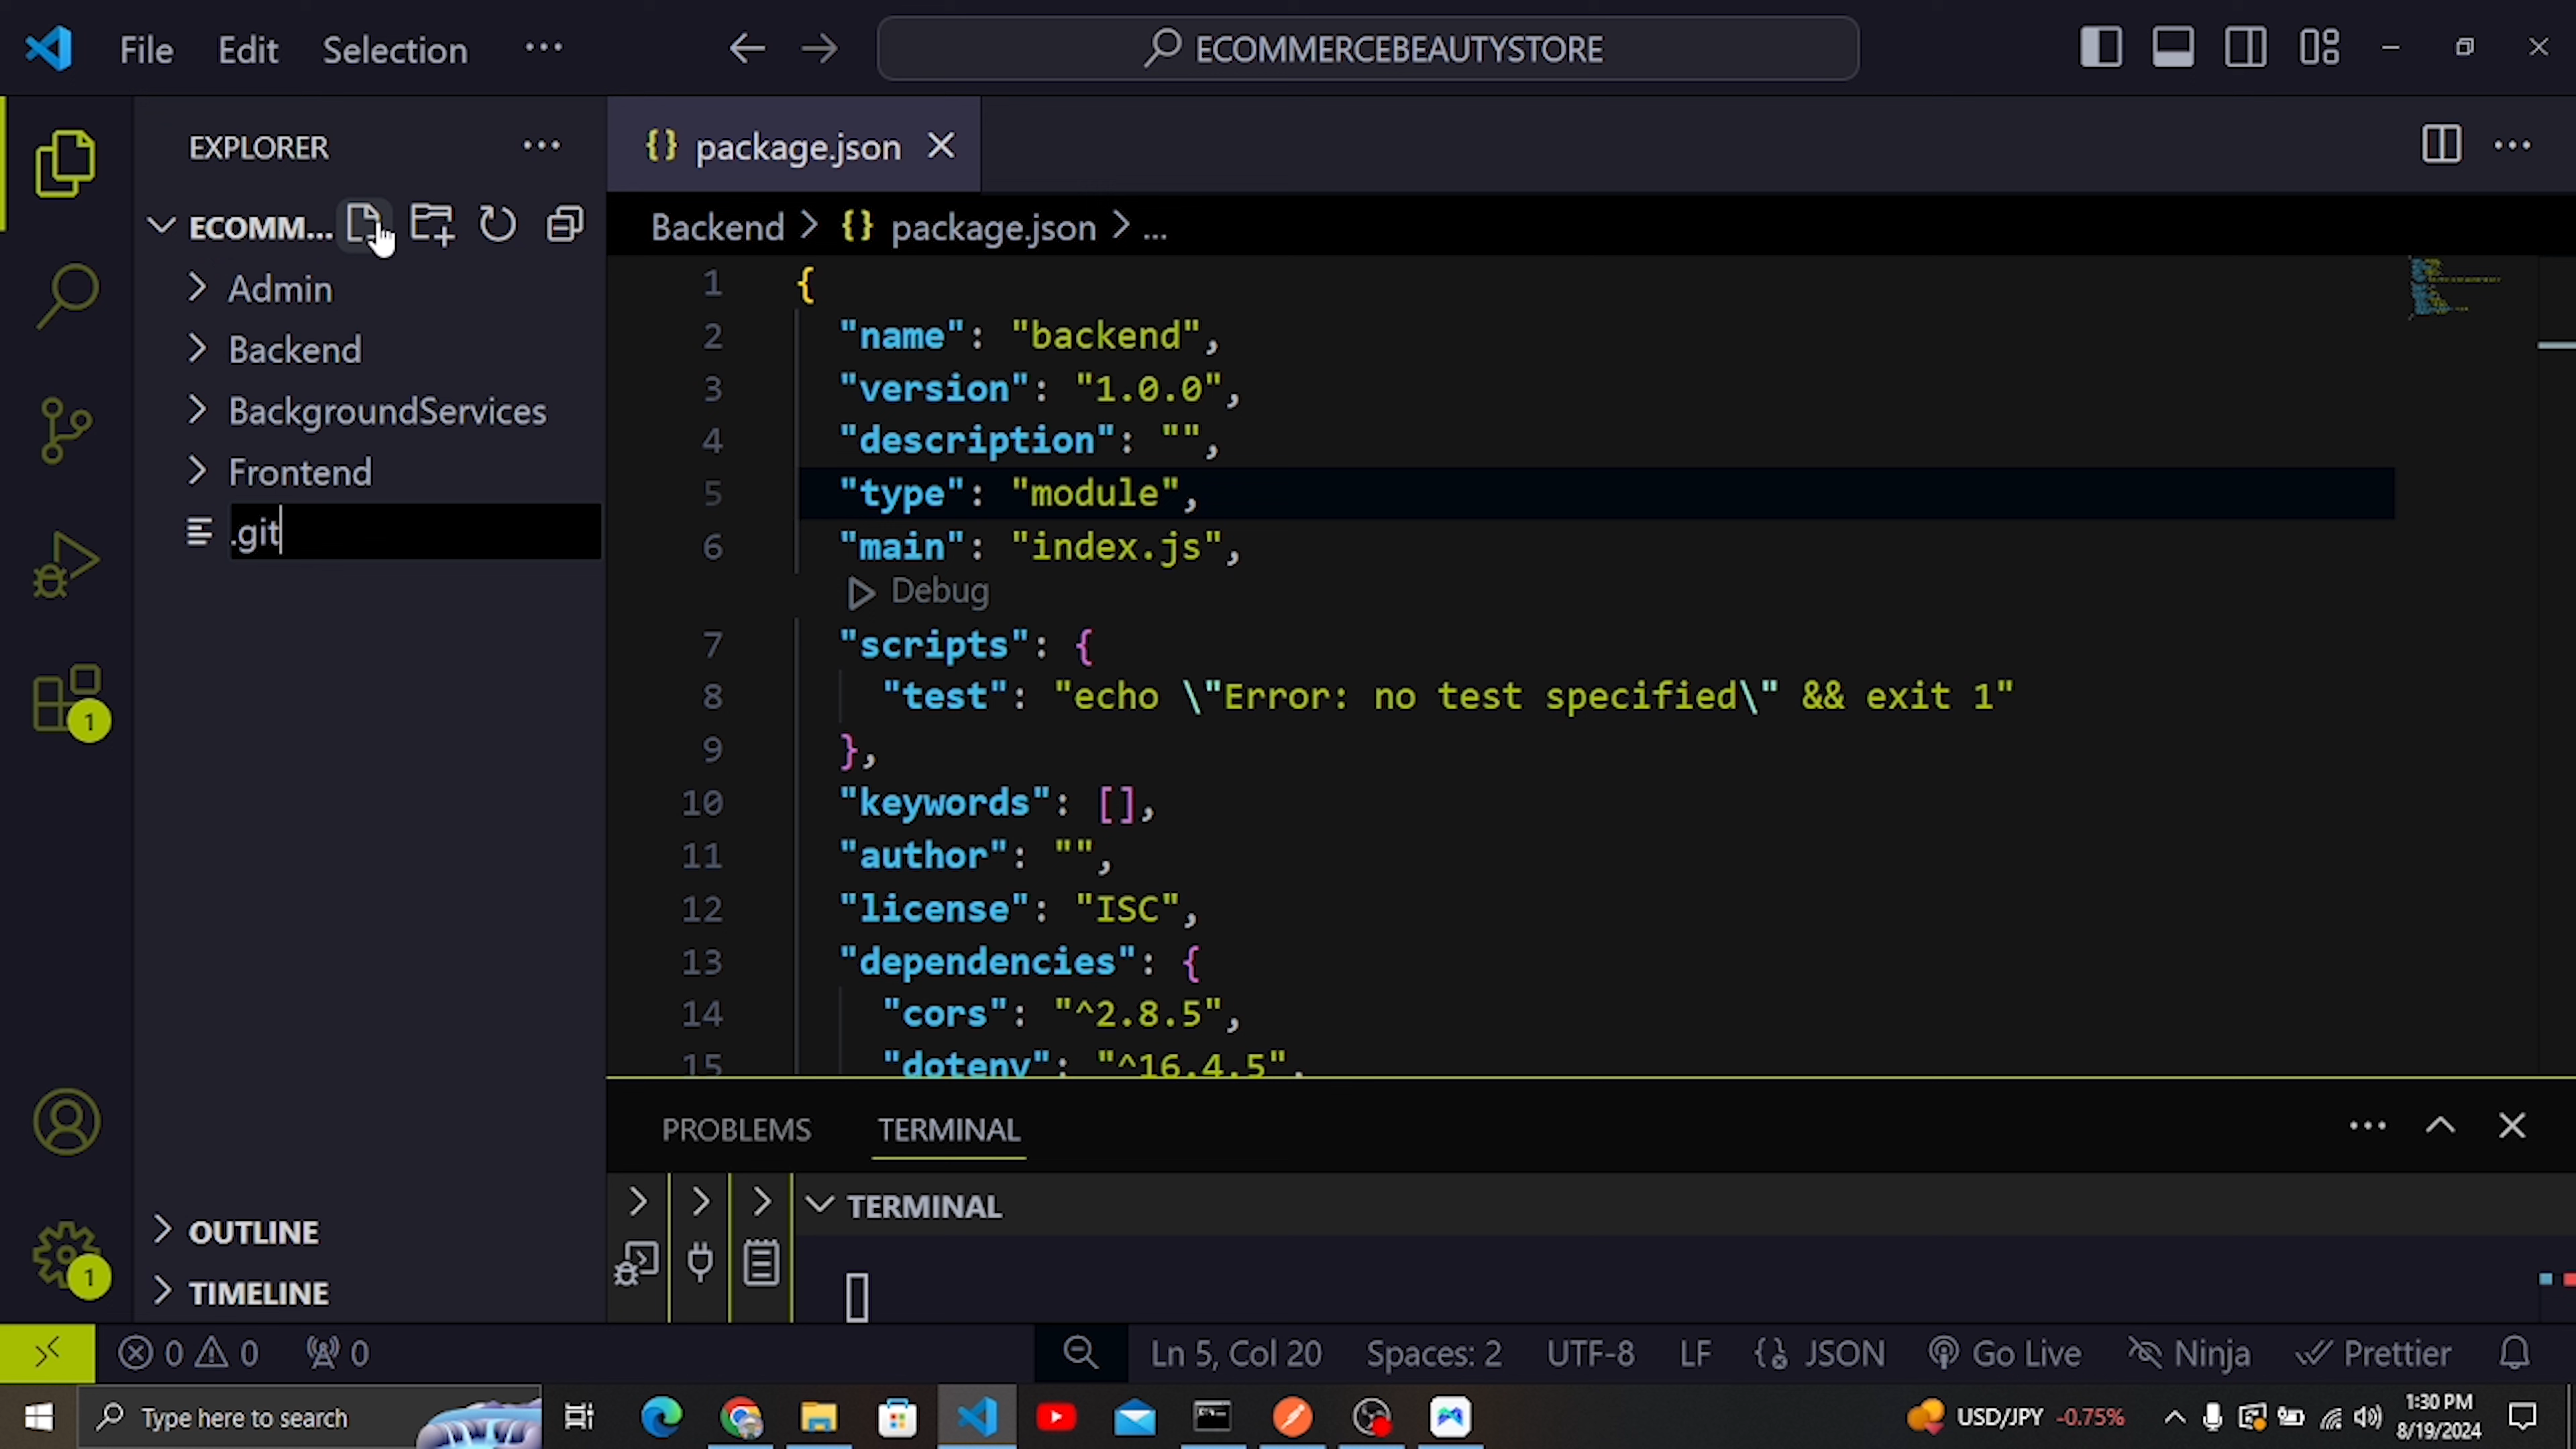 File Edit Selection ···
ECOMMERCEBEAUTYSTORE
EXPLORER
ECOMM...
Admin
Backend
BackgroundServices
Frontend
.git
OUTLINE
TIMELINE
{} package.json
Backend > {} package.json > ...
1 {
2 "name": "backend",
3 "version": "1.0.0",
4 "description": "",
5 "type": "module",
6 "main": "index.js",
Debug
7 "scripts": {
8 "test": "echo \"Error: no test specified\" && exit 1"
9 },
10 "keywords": [],
11 "author": "",
12 "license": "ISC",
13 "dependencies": {
14 "cors": "^2.8.5",
15 "dotenv": "^16.4.5",
PROBLEMS TERMINAL
TERMINAL
1
1
0 0 0 Ln 5, Col 20 Spaces: 2 UTF-8 LF JSON Go Live Ninja Prettier
Type here to search
USD/JPY -0.75%
1:30 PM
8/19/2024